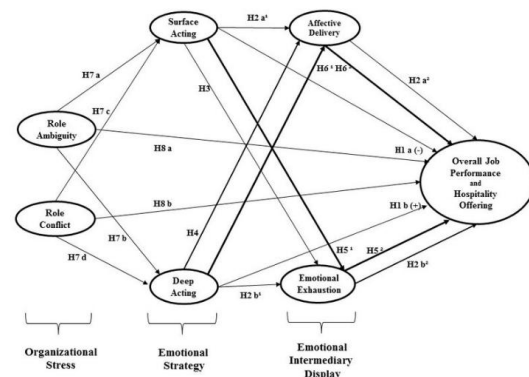 Surface
Acting
H2 a¹
Affective
Delivery
H7 a
H3
H6 ¹ H6
H2 a²
H7 c
Role
Ambiguity
H8 a
H1 a (-)
Overall Job
Performance
and
Hospitality
Offering
Role
Conflict
H8 b
H1 b (+)
H7 b
H4
H5 ¹
H5 ²
H7 d
Deep
Acting
H2 b¹
Emotional
Exhaustion
H2 b²
Organizational
Stress
Emotional
Strategy
Emotional
Intermediary
Display